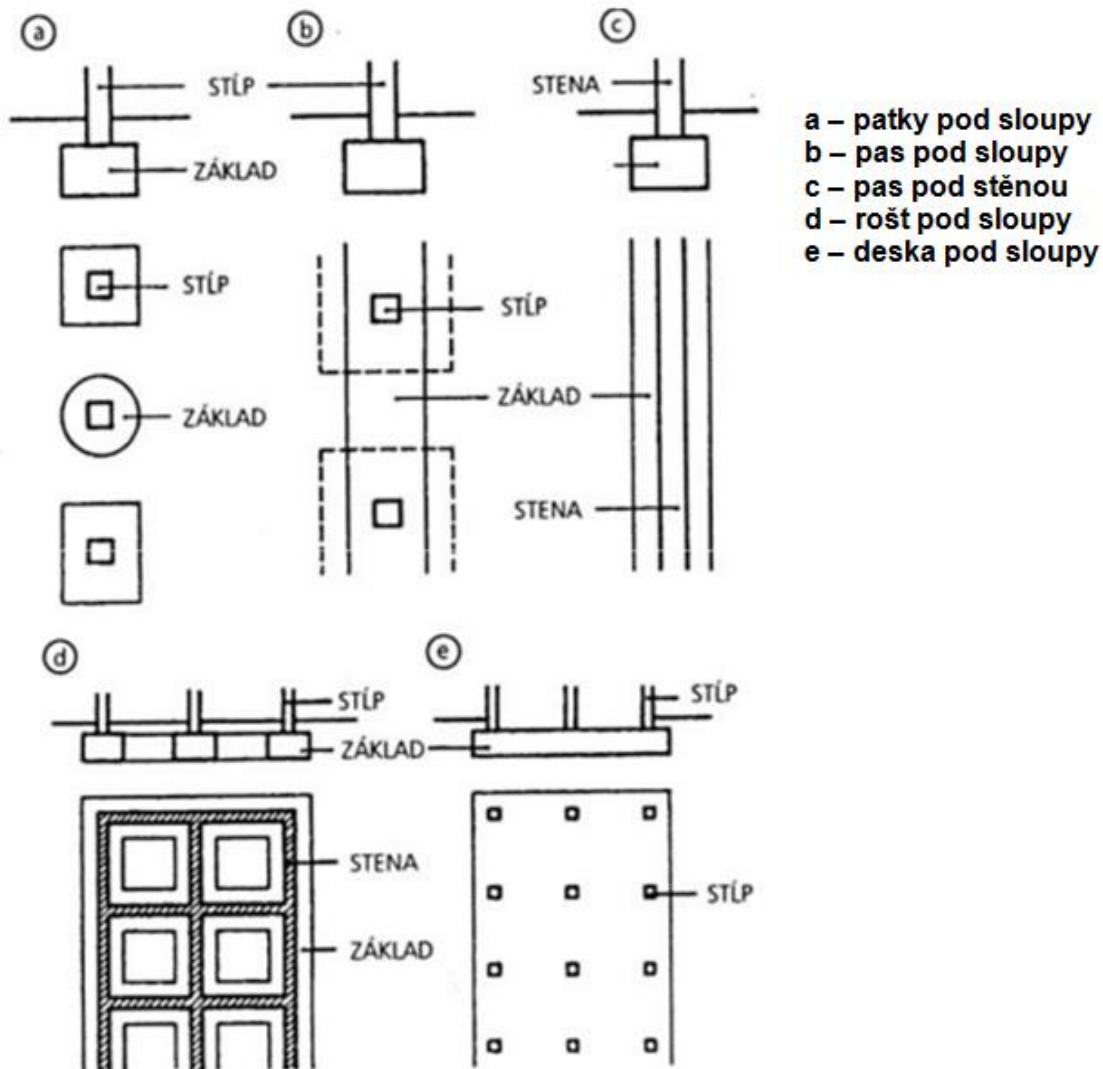 a
b
c
STĹP
STENA
ZÁKLAD
a – patky pod sloupy
b – pas pod sloupy
c – pas pod stěnou
d – rošt pod sloupy
e – deska pod sloupy
STĹP
STĹP
ZÁKLAD
ZÁKLAD
STENA
d
e
STĹP
STĹP
ZÁKLAD
STENA
STĹP
ZÁKLAD